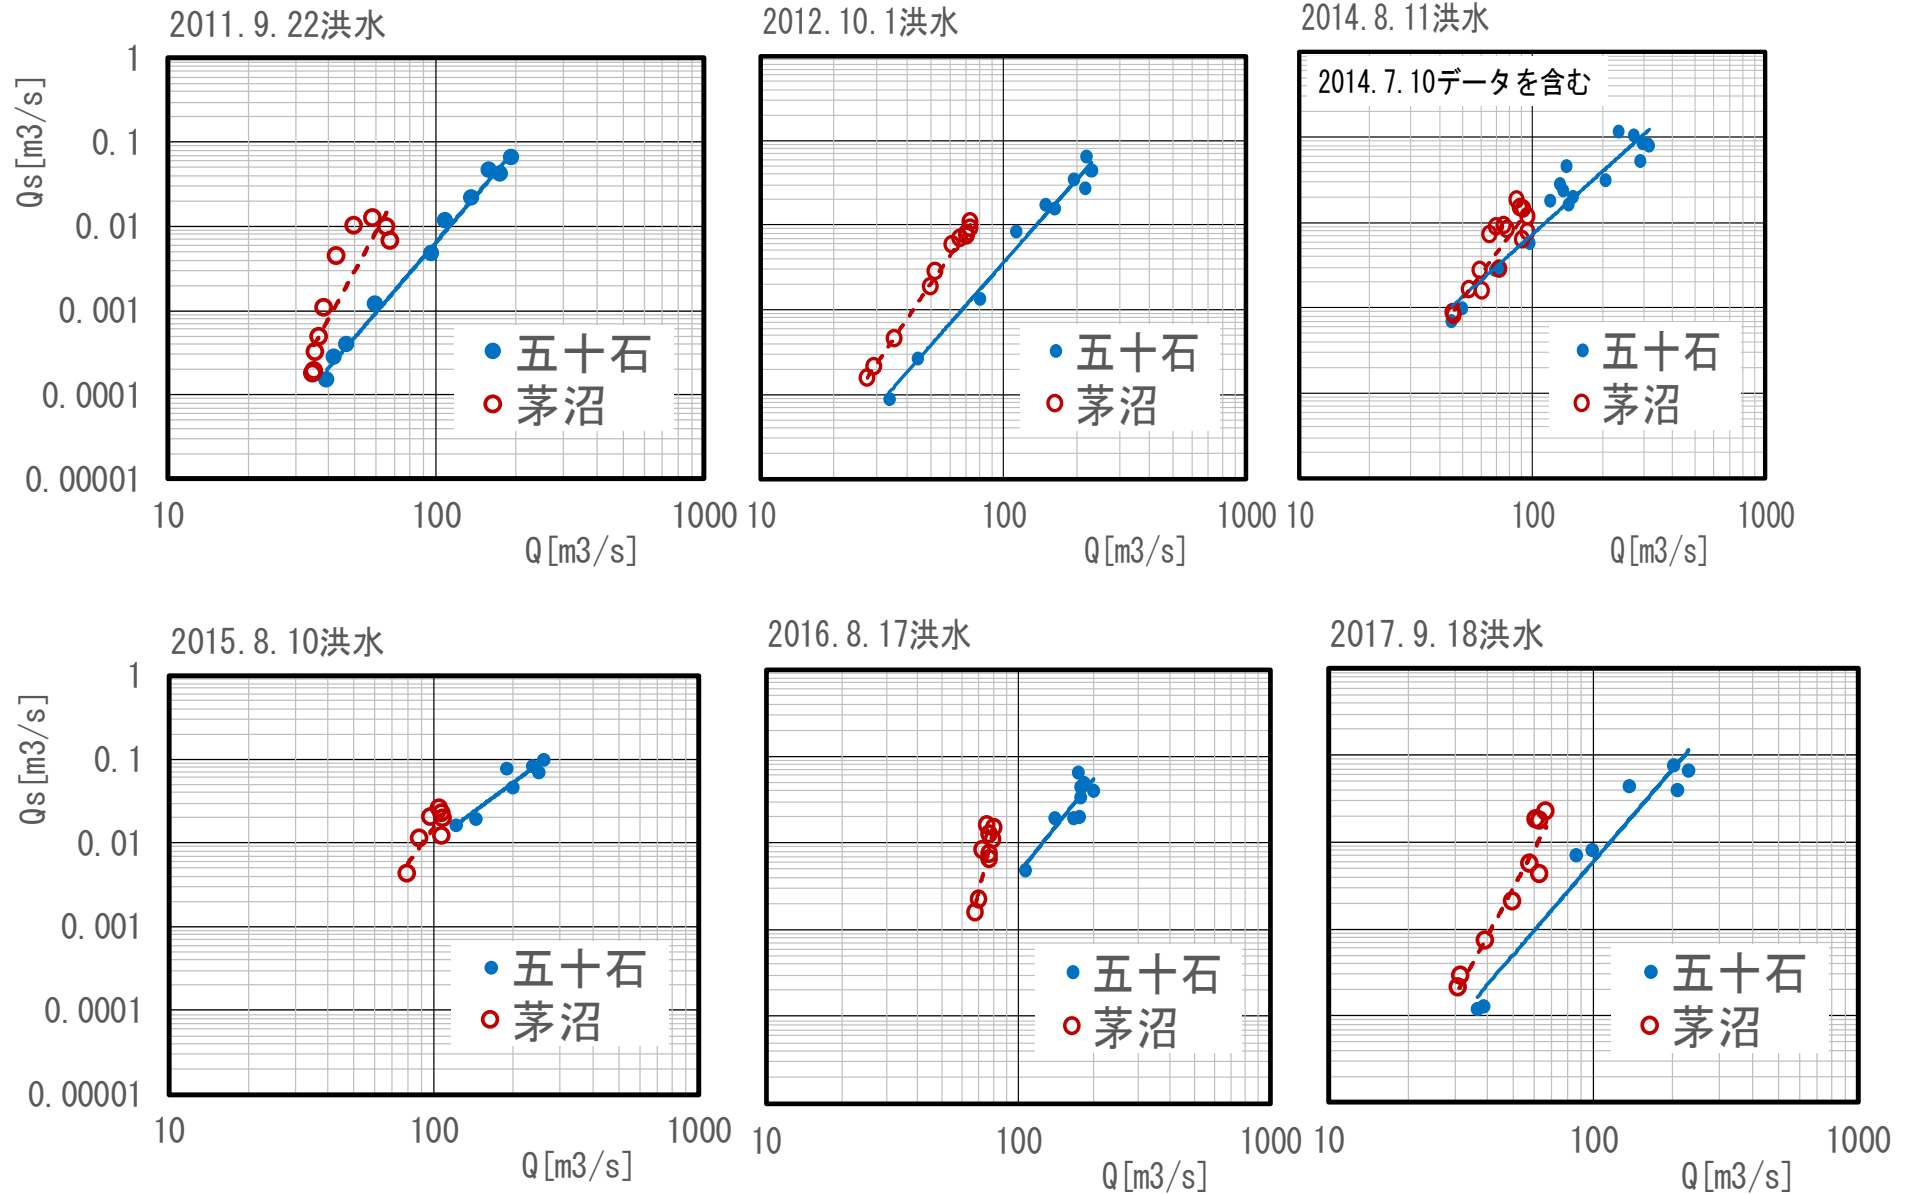 2011.9.22洪水
2012.10.1洪水
2014.8.11洪水
Qs[m3/s]
1
0.1
0.01
0.001
0.0001
0.00001
五十石
茅沼
10
100
1000
Q[m3/s]
五十石
茅沼
10
100
1000
Q[m3/s]
2014.7.10データを含む
五十石
茅沼
10
100
1000
Q[m3/s]
2015.8.10洪水
2016.8.17洪水
2017.9.18洪水
Qs[m3/s]
1
0.1
0.01
0.001
0.0001
0.00001
五十石
茅沼
10
100
1000
Q[m3/s]
五十石
茅沼
10
100
1000
Q[m3/s]
五十石
茅沼
10
100
1000
Q[m3/s]